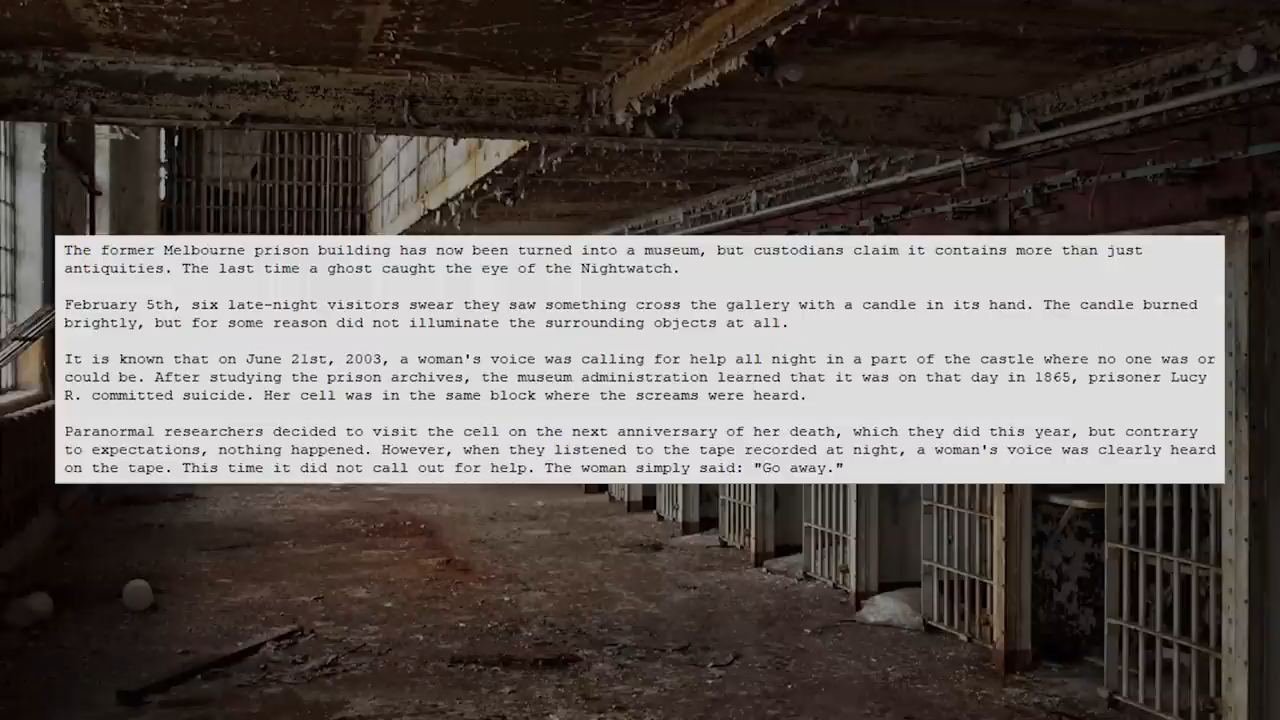 The former Melbourne prison building has now been turned into a museum, but custodians claim it contains more than just
antiquities. The last time a ghost caught the eye of the Nightwatch.
February 5th, six late-night visitors swear they saw something cross the gallery with a candle in its hand. The candle burned
brightly, but for some reason did not illuminate the surrounding objects at all.
It is known that on June 21st, 2003, a woman's voice was calling for help all night in a part of the castle where no one was or
could be. After studying the prison archives, the museum administration learned that it was on that day in 1865, prisoner Lucy
R. committed suicide. Her cell was in the same block where the screams were heard.
Paranormal researchers decided to visit the cell on the next anniversary of her death, which they did this year, but contrary
to expectations, nothing happened. However, when they listened to the tape recorded at night, a woman's voice was clearly heard
on the tape. This time it did not call out for help. The woman simply said: "Go away."